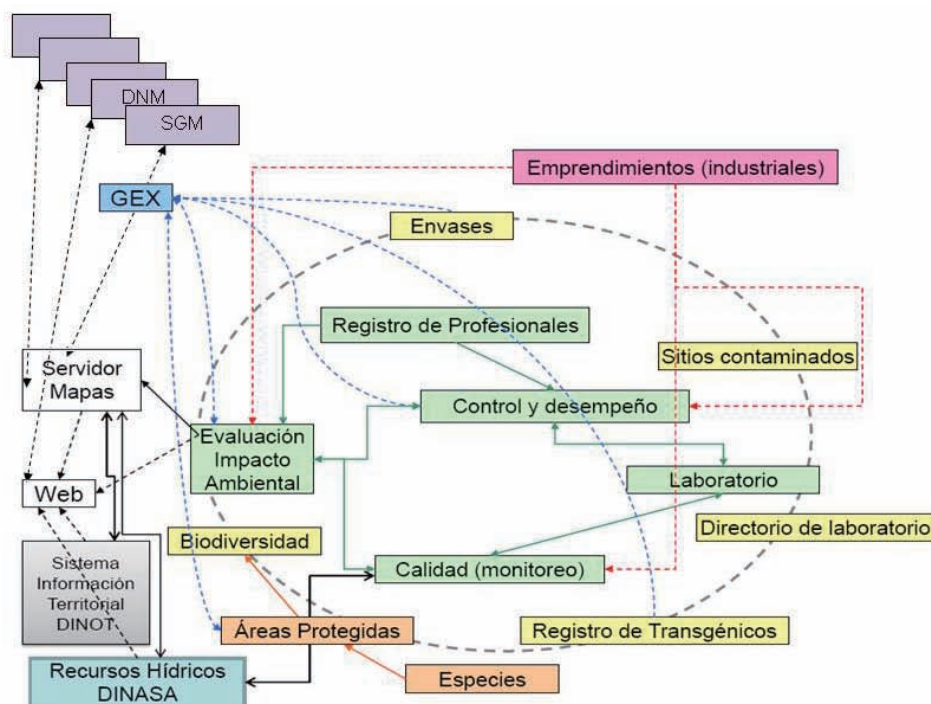 DNM
SGM
Emprendimientos (industriales)
GEX
Envases
Registro de Profesionales
Servidor
Mapas
Sitios contaminados
Control y desempeño
Evaluación
Impacto
Ambiental
Laboratorio
Web
Directorio de laboratorio
Biodiversidad
Sistema
Información
Territorial
DINOT
Calidad (monitoreo)
Áreas Protegidas
Registro de Transgénicos
Recursos Hídricos
DINASA
Especies